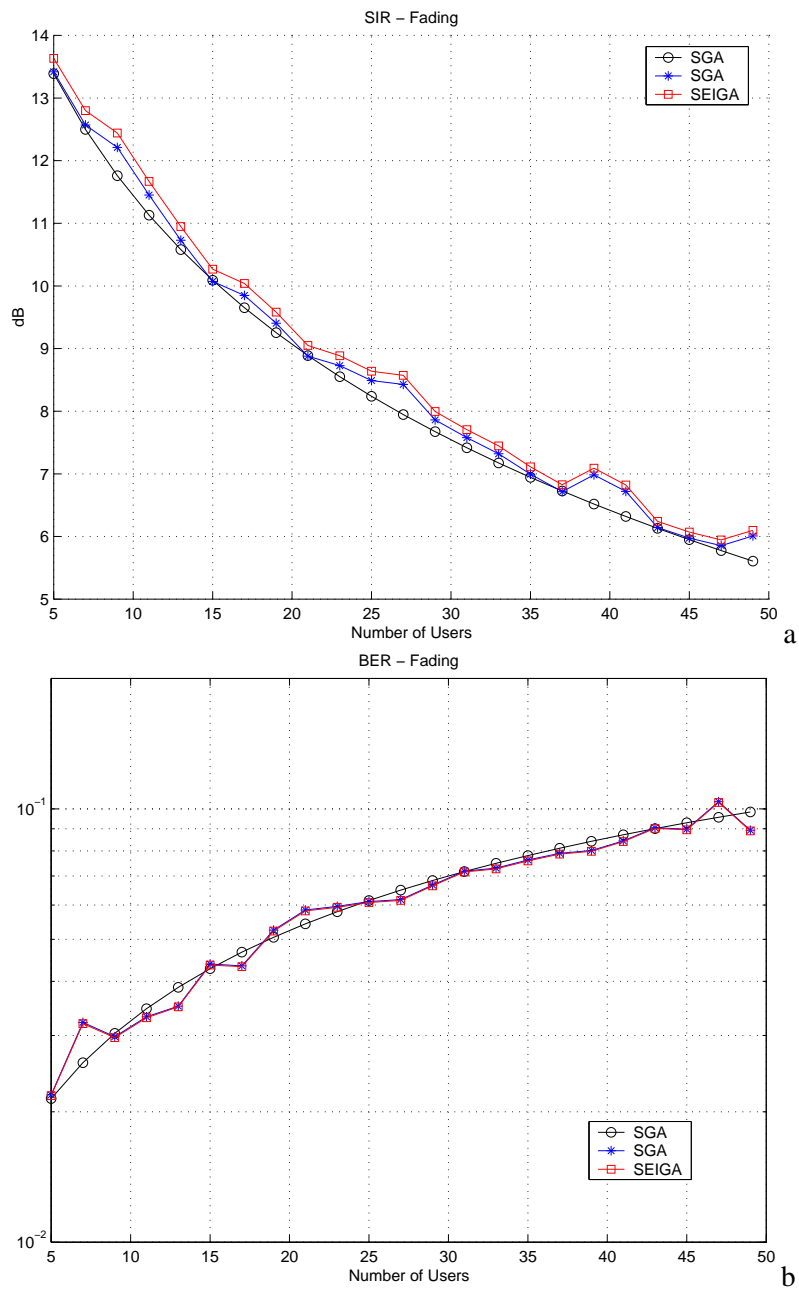 SIR – Fading
14
13
12
11
10
9
8
7
6
5
dB
SGA
SGA
SEIGA
5 10 15 20 25 30 35 40 45 50
Number of Users
a
BER – Fading
10⁻¹
10⁻²
SGA
SGA
SEIGA
5 10 15 20 25 30 35 40 45 50
Number of Users
b